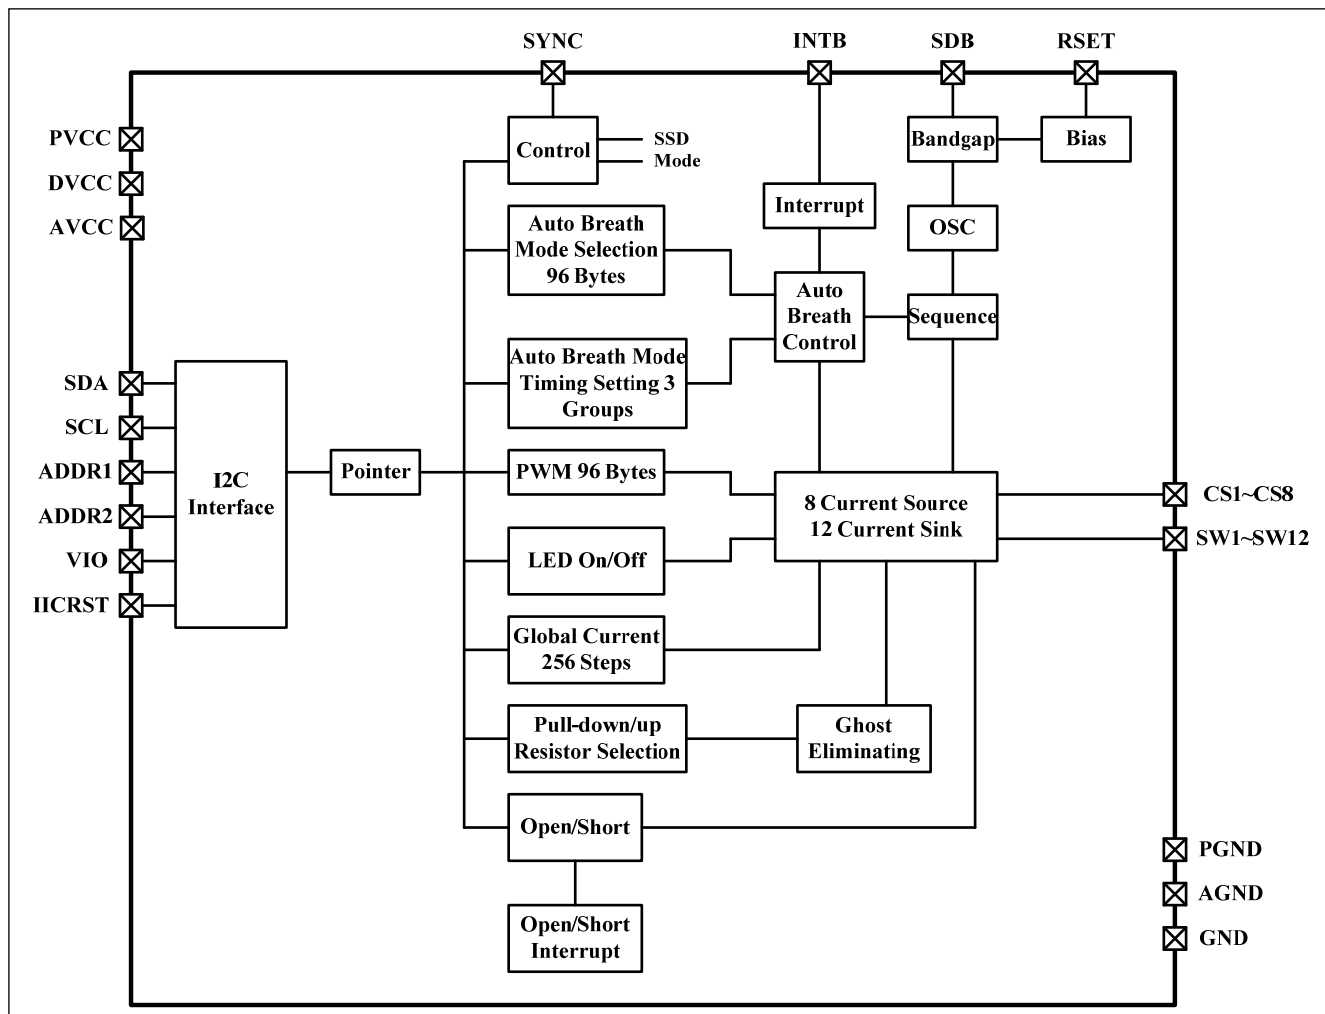 SYNC
INTB
SDB
RSET
PVCC
DVCC
AVCC
Control
SSD
Mode
Bandgap
Bias
Interrupt
OSC
Auto Breath
Mode Selection
96 Bytes
Auto
Breath
Control
Sequence
Auto Breath Mode
Timing Setting 3
Groups
SDA
SCL
ADDR1
ADDR2
VIO
IICRST
I2C
Interface
Pointer
PWM 96 Bytes
8 Current Source
12 Current Sink
CS1~CS8
SW1~SW12
LED On/Off
Global Current
256 Steps
Pull-down/up
Resistor Selection
Ghost
Eliminating
Open/Short
Open/Short
Interrupt
PGND
AGND
GND